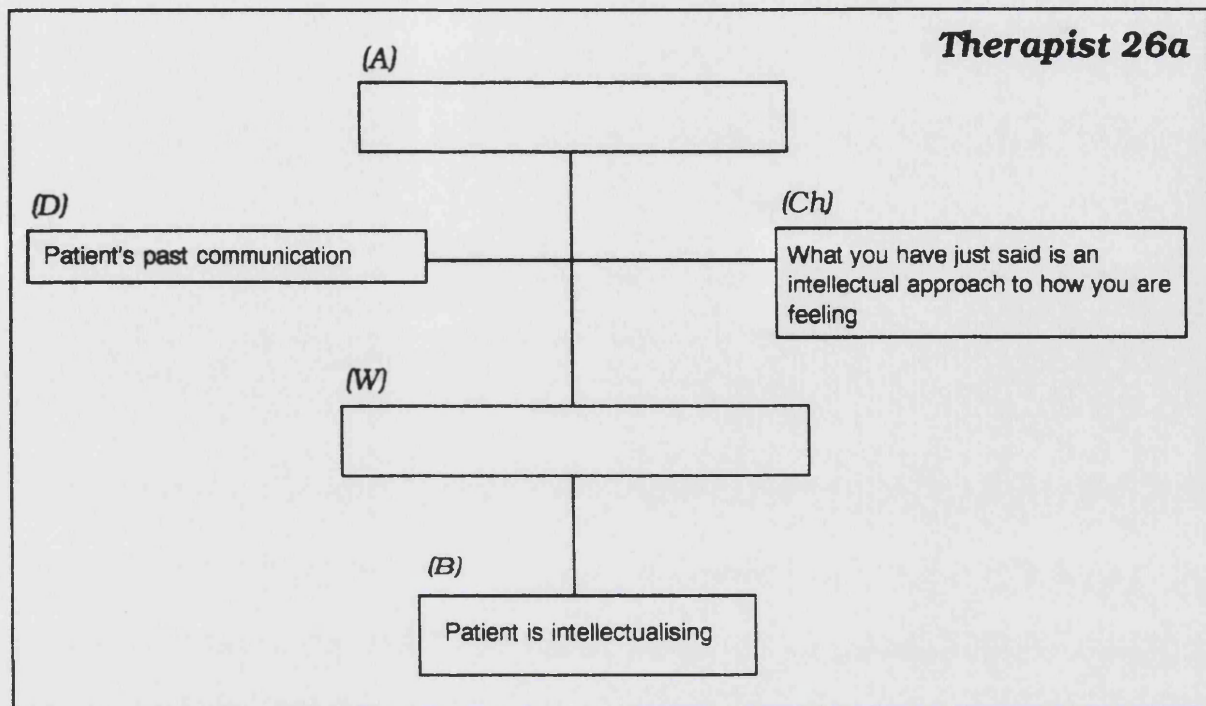 Therapist 26a
(A)
(D)
Patient's past communication
(Ch)
What you have just said is an
intellectual approach to how you are
feeling
(W)
(B)
Patient is intellectualising